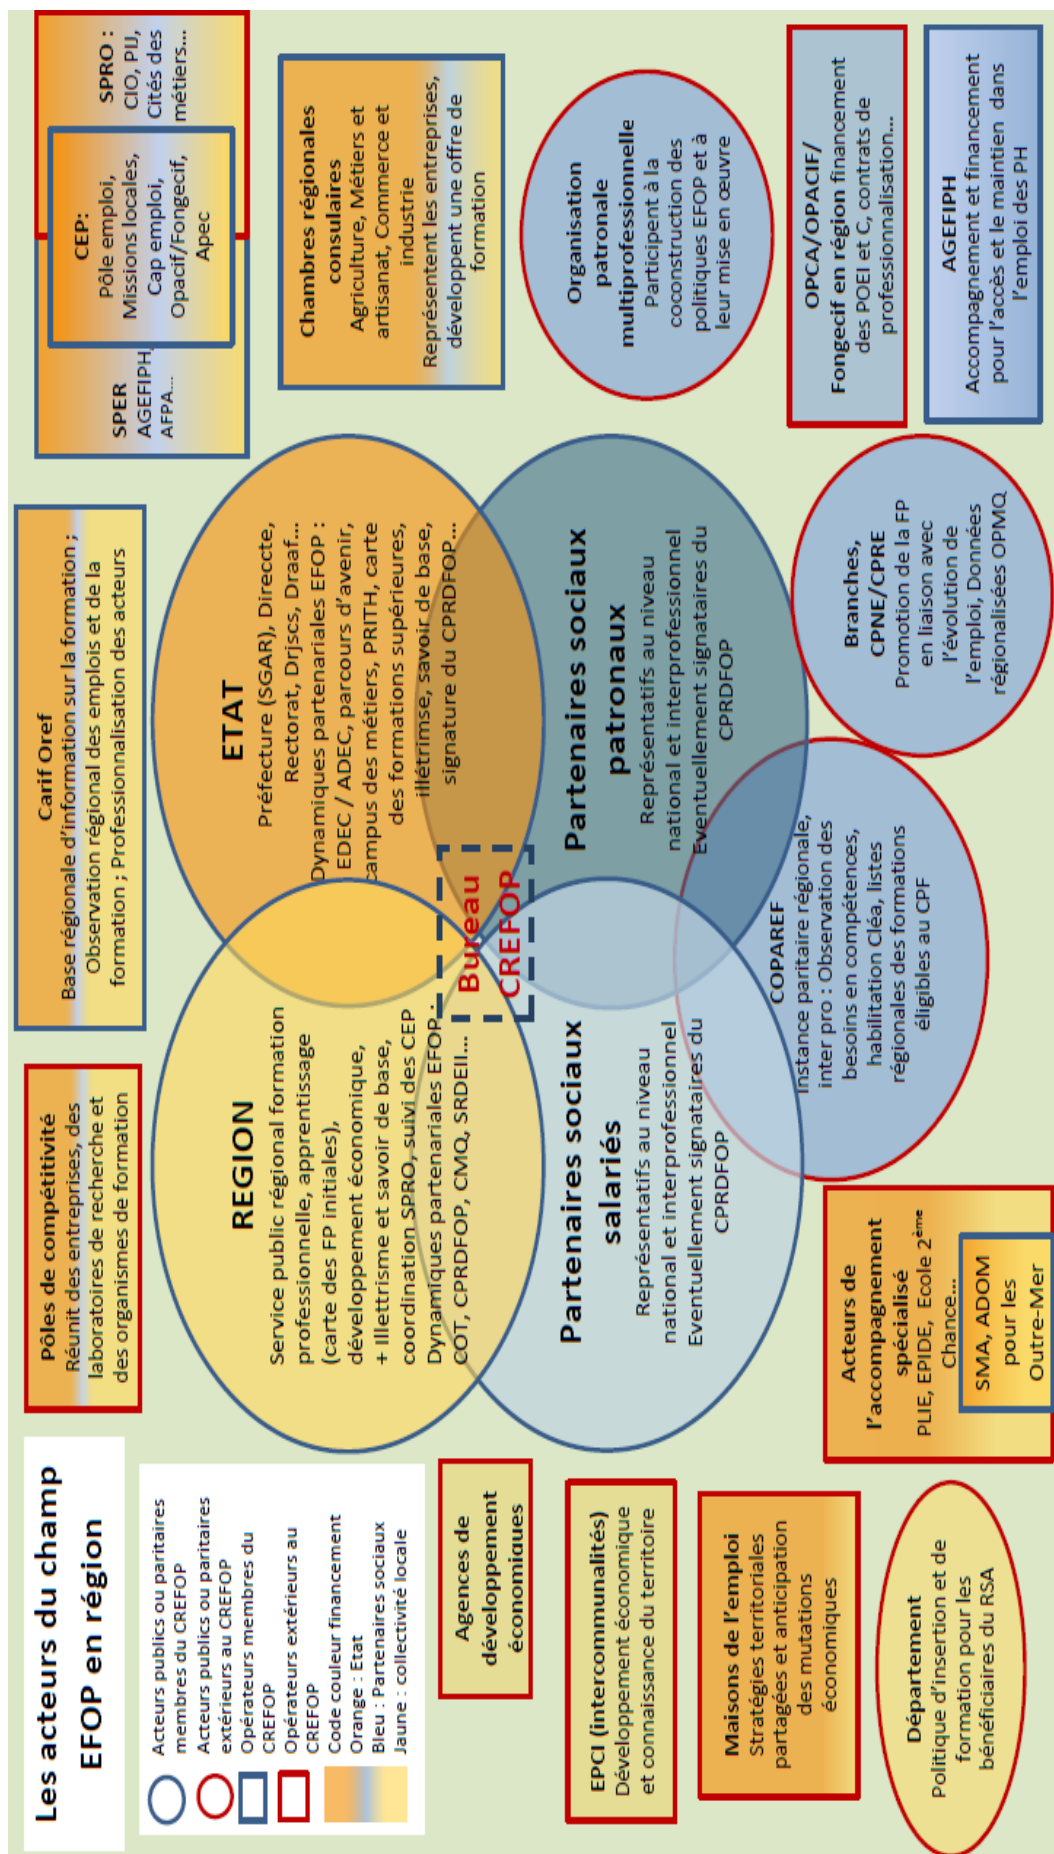 Les acteurs du champ
EFOP en région
Acteurs publics ou paritaires
membres du CREFOP
Acteurs publics ou paritaires
extérieurs au CREFOP
Opérateurs membres du
CREFOP
Opérateurs extérieurs au
CREFOP
Code couleur financement
Orange : Etat
Bleu : Partenaires sociaux
Jaune : collectivité locale
Pôles de compétitivité
Réunit des entreprises, des
laboratoires de recherche et
des organismes de formation
Carif Oref
Base régionale d'information sur la formation ;
Observation régional des emplois et de la
formation ; Professionnalisation des acteurs
SPER
AGEFIPH,
AFPA...
CEP:
Pôle emploi,
Missions locales,
Cap emploi,
Opacif/Fongecif,
Apec
SPRO :
CIO, PIJ,
Cités des
métiers...
REGION
Service public régional formation
professionnelle, apprentissage
(carte des FP initiales),
développement économique,
+ Illettrisme et savoir de base,
coordination SPRO, suivi des CEP
Dynamiques partenariales EFOP :
COT, CPRDFOP, CMQ, SRDEII...
ETAT
Préfecture (SGAR), Direccte,
Rectorat, Drjscs, Draaf...
Dynamiques partenariales EFOP :
EDEC / ADEC, parcours d'avenir,
campus des métiers, PRITH, carte
des formations supérieures,
illétrimse, savoir de base,
signature du CPRDFOP...
Chambres régionales
consulaires
Agriculture, Métiers et
artisanat, Commerce et
industrie
Représentent les entreprises,
développent une offre de
formation
Bureau
CREFOP
Agences de
développement
économiques
Partenaires sociaux
salariés
Représentatifs au niveau
national et interprofessionnel
Eventuellement signataires du
CPRDFOP
Partenaires sociaux
patronaux
Représentatifs au niveau
national et interprofessionnel
Eventuellement signataires du
CPRDFOP
Organisation
patronale
multiprofessionnelle
Participent à la
coconstruction des
politiques EFOP et à
leur mise en œuvre
EPCI (intercommunalités)
Développement économique
et connaissance du territoire
Maisons de l'emploi
Stratégies territoriales
partagées et anticipation
des mutations
économiques
COPAREF
Instance paritaire régionale,
inter pro : Observation des
besoins en compétences,
habilitation Cléa, listes
régionales des formations
éligibles au CPF
Branches,
CPNE/CPRE
Promotion de la FP
en liaison avec
l'évolution de
l'emploi, Données
régionalisées OPMQ
OPCA/OPACIF/
Fongecif en région financement
des POEI et C, contrats de
professionnalisation...
Département
Politique d'insertion et de
formation pour les
bénéficiaires du RSA
Acteurs de
l'accompagnement
spécialisé
PLIE, EPIDE, Ecole 2ème
Chance...
SMA, ADOM
pour les
Outre-Mer
AGEFIPH
Accompagnement et financement
pour l'accès et le maintien dans
l'emploi des PH